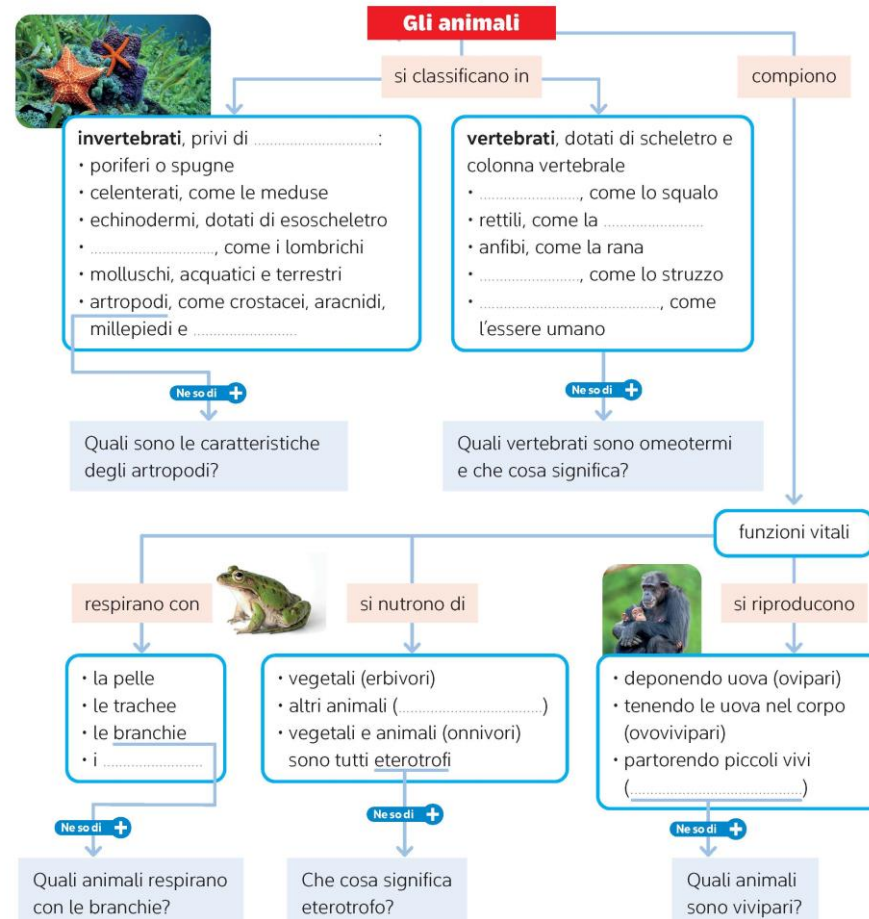 Gli animali
si classificano in
compiono
invertebrati, privi di ................................:
• poriferi o spugne
• celenterati, come le meduse
• echinodermi, dotati di esoscheletro
• ................................, come i lombrichi
• molluschi, acquatici e terrestri
• artropodi, come crostacei, aracnidi,
millepiedi e ...........................
vertebrati, dotati di scheletro e
colonna vertebrale
• .........................., come lo squalo
• rettili, come la ..........................
• anfibi, come la rana
• .........................., come lo struzzo
• ..............................................., come
l'essere umano
Ne so di +
Quali sono le caratteristiche
degli artropodi?
Ne so di +
Quali vertebrati sono omeotermi
e che cosa significa?
funzioni vitali
respirano con
si nutrono di
si riproducono
• la pelle
• le trachee
• le branchie
• i ..........................
• vegetali (erbivori)
• altri animali (.....................................)
• vegetali e animali (onnivori)
sono tutti eterotrofi
• deponendo uova (ovipari)
• tenendo le uova nel corpo
(ovovivipari)
• partorendo piccoli vivi
(.............................................)
Ne so di +
Quali animali respirano
con le branchie?
Ne so di +
Che cosa significa
eterotrofo?
Ne so di +
Quali animali
sono vivipari?